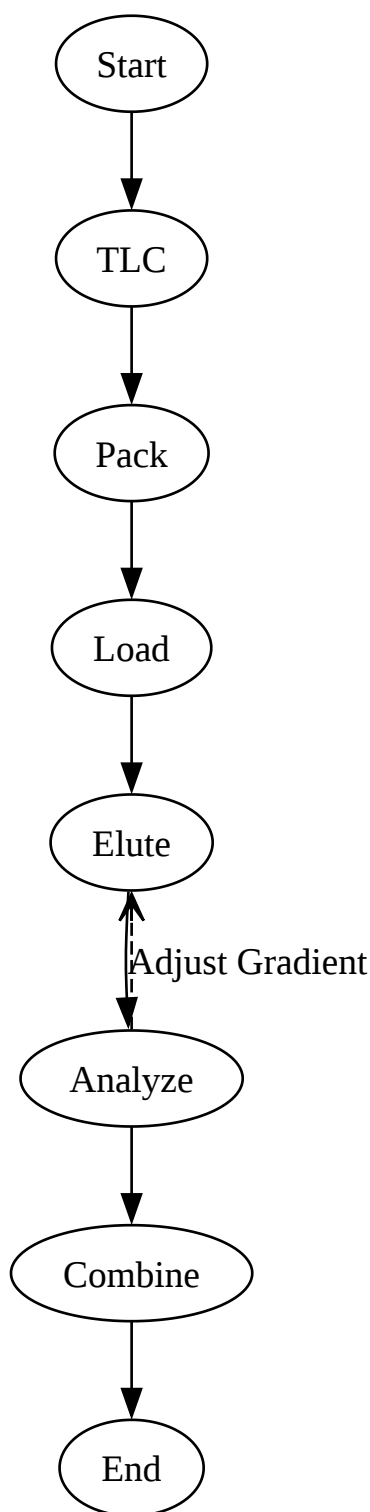 Start
TLC
Pack
Load
Elute
Adjust Gradient
Analyze
Combine
End